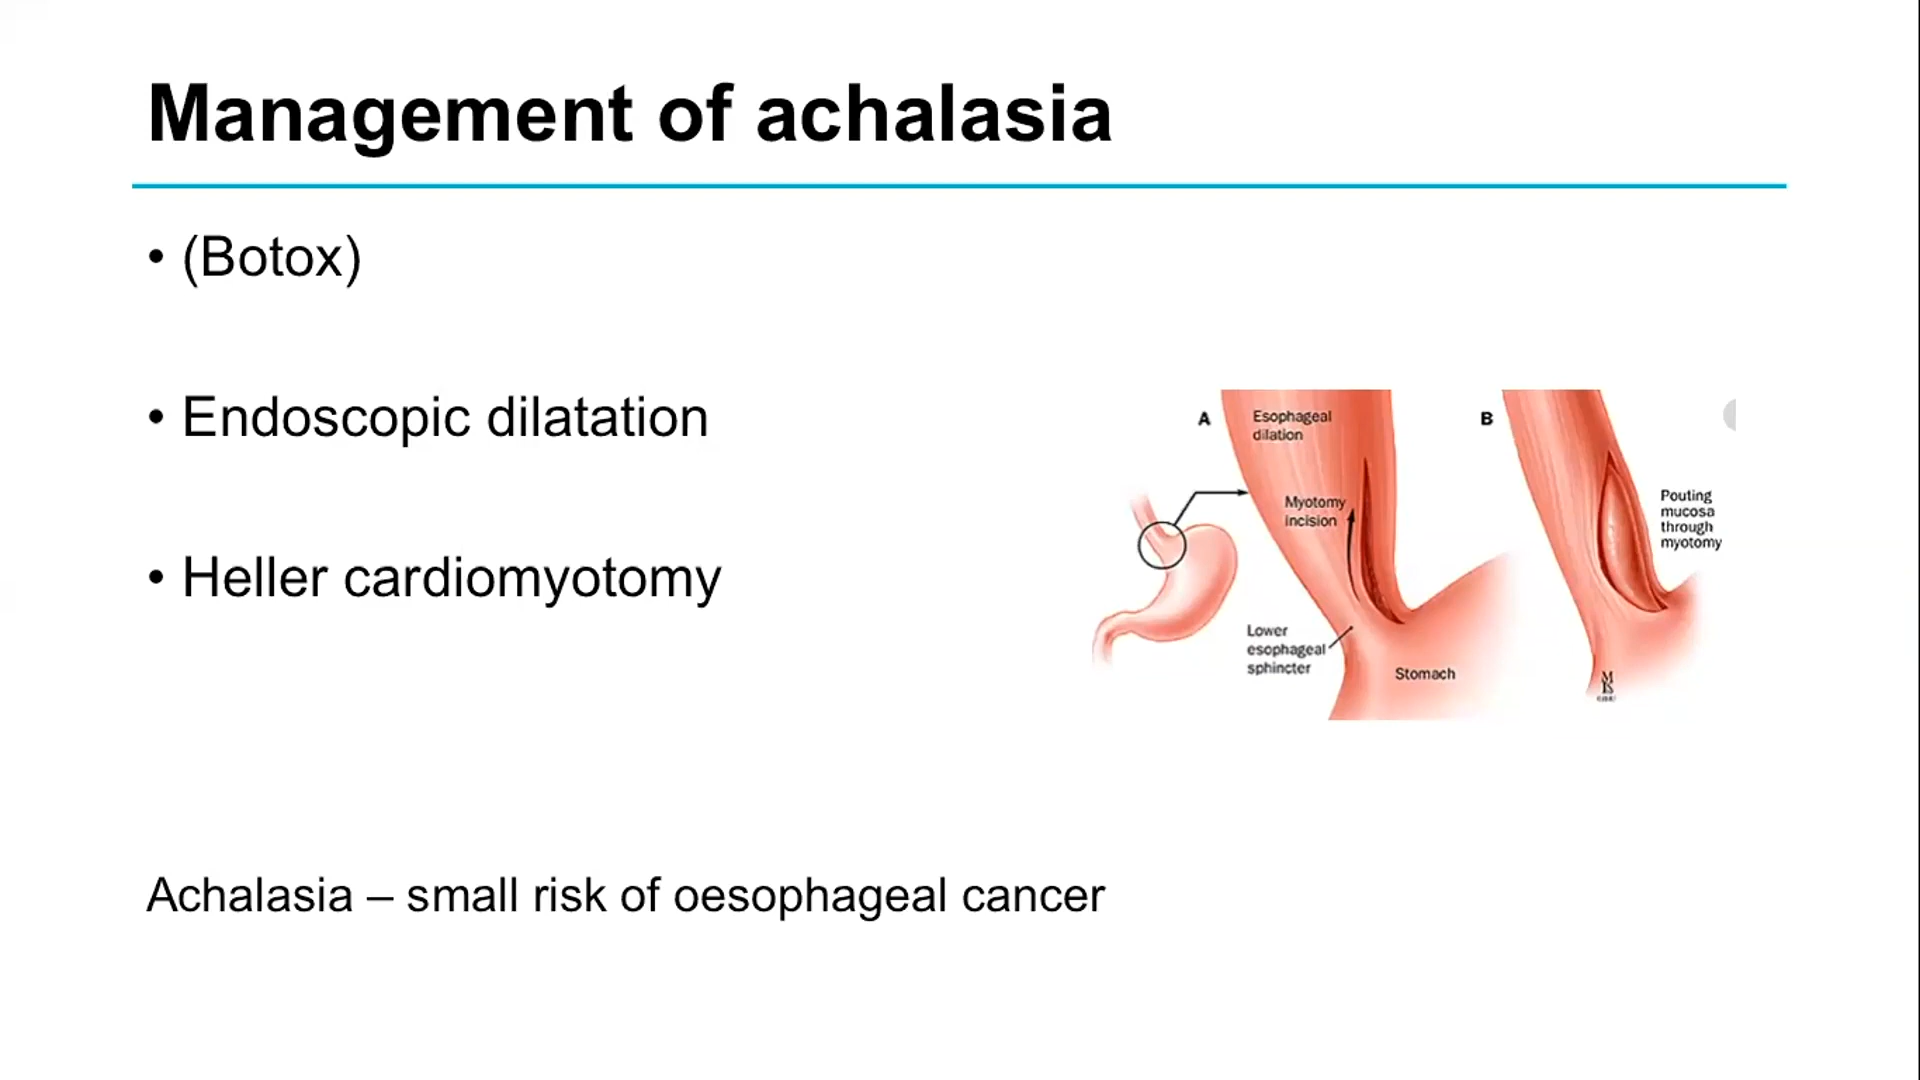 Management of achalasia
• (Botox)
• Endoscopic dilatation
• Heller cardiomyotomy
A
Esophageal
dilation
Myotomy
incision
Lower
esophageal
sphincter
Stomach
B
Pouting
mucosa
through
myotomy
Achalasia – small risk of oesophageal cancer